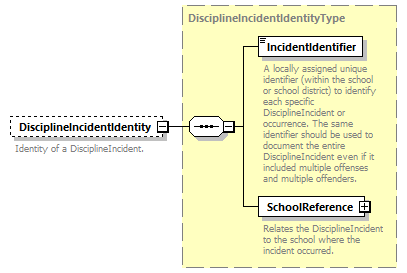 DisciplineIncidentIdentityType
IncidentIdentifier
A locally assigned unique
identifier (within the school
or school district) to identify
each specific
DisciplineIncident or
occurrence. The same
identifier should be used to
document the entire
DisciplineIncident even if it
included multiple offenses
and multiple offenders.
DisciplineIncidentIdentity
Identity of a DisciplineIncident.
SchoolReference
Relates the DisciplineIncident
to the school where the
incident occurred.